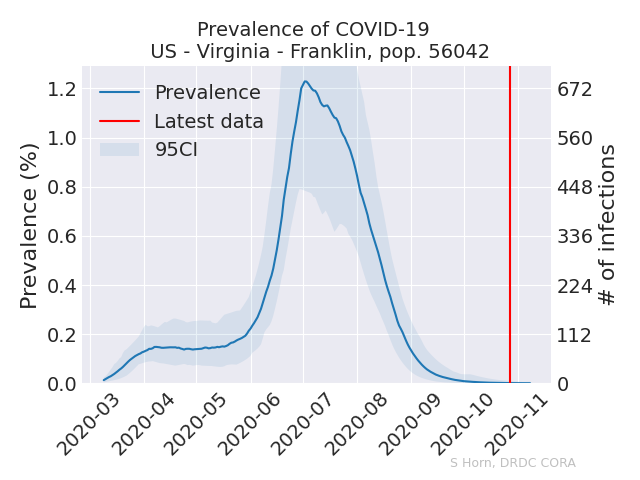 Prevalence of COVID-19
US - Virginia - Franklin, pop. 56042
Prevalence (%)
1.2
1.0
0.8
0.6
0.4
0.2
0.0
Prevalence
Latest data
95CI
672
560
448
336
224
112
0
# of infections
2020-03
2020-04
2020-05
2020-06
2020-07
2020-08
2020-09
2020-10
2020-11
S Horn, DRDC CORA